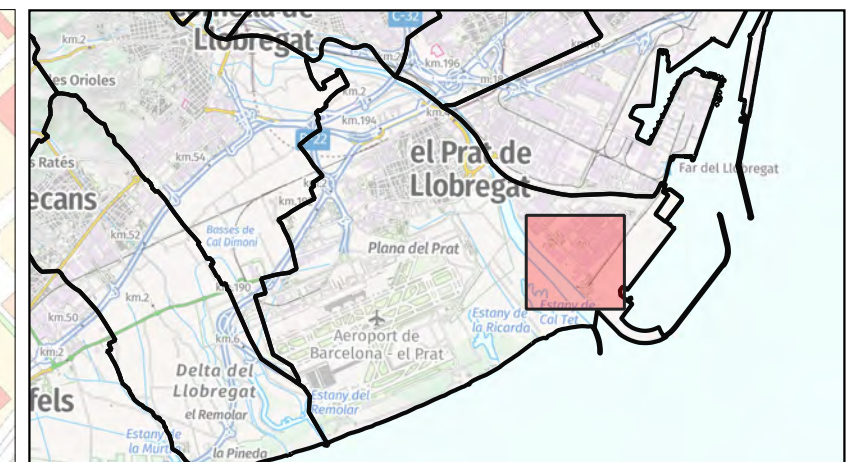 Llobregat
C-32
km.2
km.196
es Orioles
km.2
km.194
km.54
s Ratés
el Prat de
Llobregat
Far del Llobregat
ecans
km.52
Basses de
Cal Dimoni
Plana del Prat
km.190
km.2
km.50
km.2
km.6
Estany de
la Ricarda
Estany de
Cal Tet
Aeroport de
Barcelona - el Prat
Delta del
Llobregat
el Remolar
Estany del
Remolar
fels
Estany de
la Murt
la Pineda